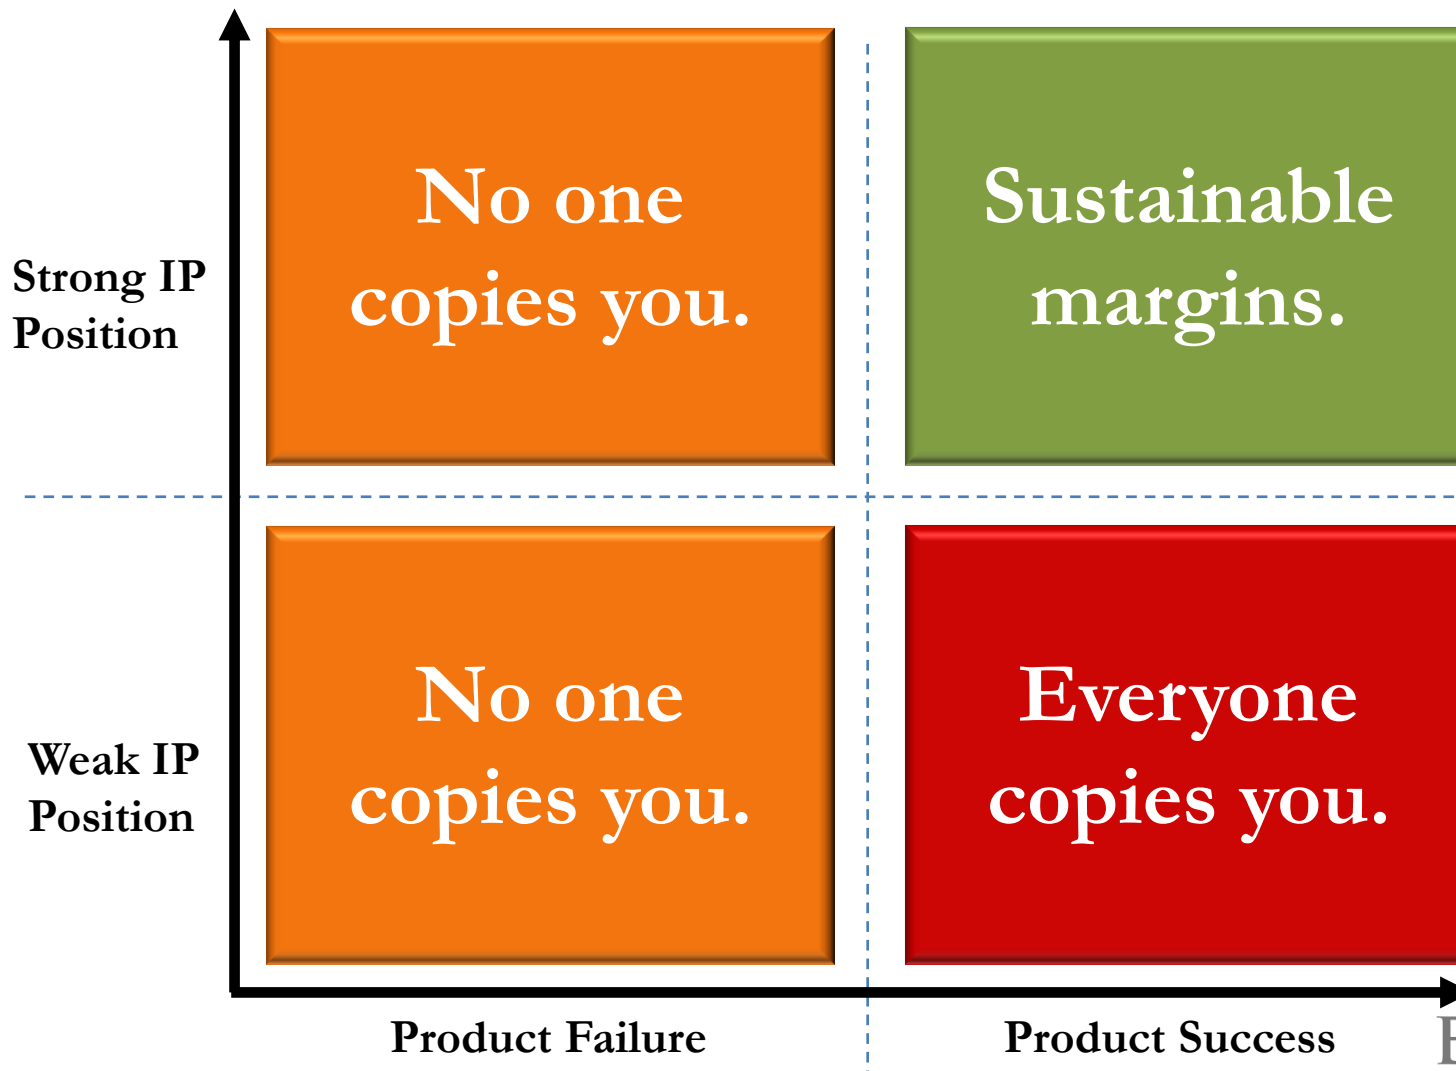 No one
copies you.
Sustainable
margins.
Strong IP
Position
No one
copies you.
Everyone
copies you.
Weak IP
Position
Product Failure
Product Success